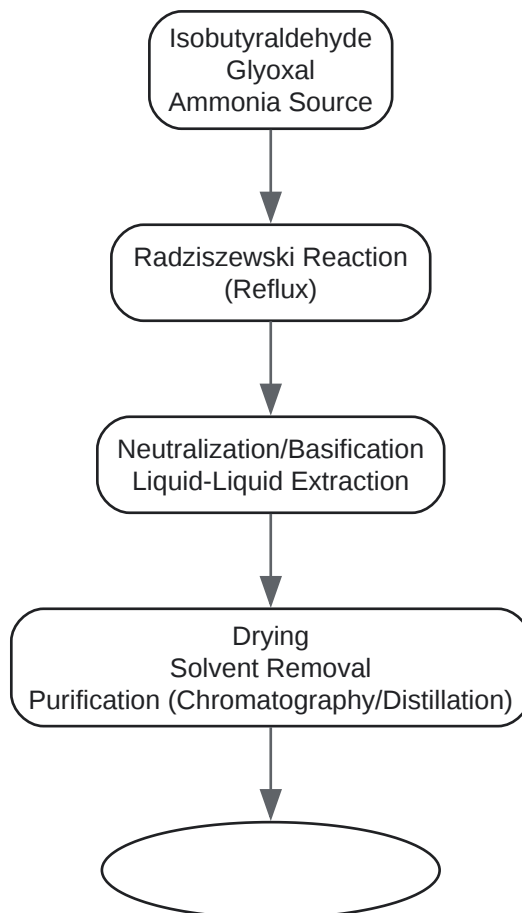 Isobutyraldehyde
Glyoxal
Ammonia Source
Radziszewski Reaction
(Reflux)
Neutralization/Basification
Liquid-Liquid Extraction
Drying
Solvent Removal
Purification (Chromatography/Distillation)